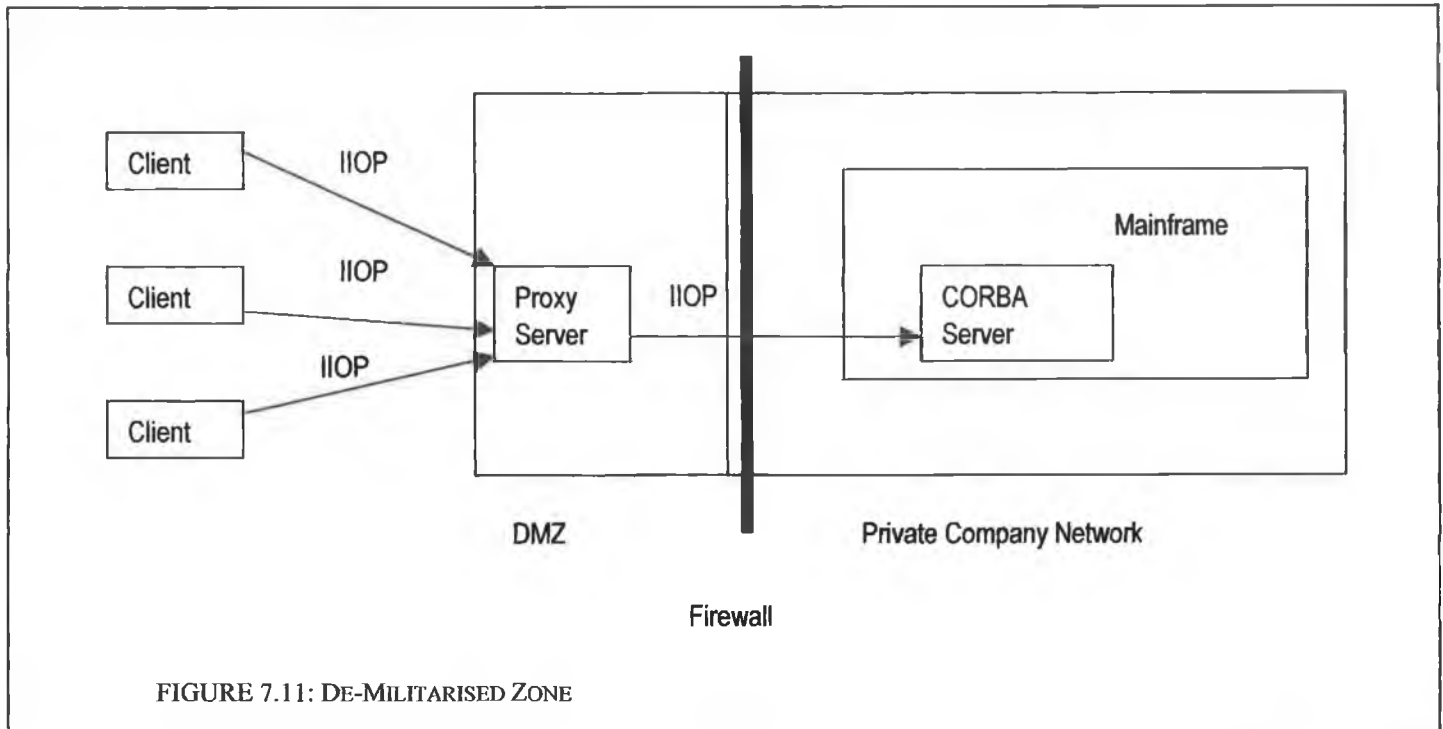 Client
IIOP
Client
IIOP
Client
IIOP
Proxy
Server
IIOP
Mainframe
CORBA
Server
DMZ
Private Company Network
Firewall
FIGURE 7.11: DE-MILITARISED ZONE